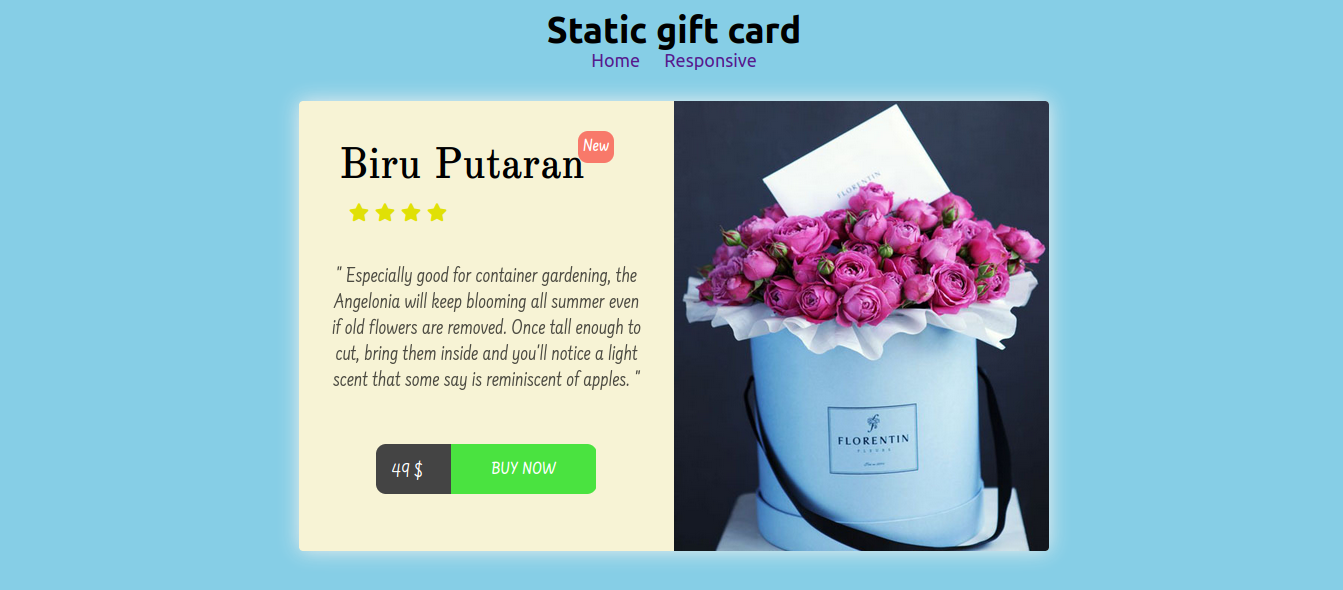 Static gift card
Home Responsive
Biru Putaran
New
" Especially good for container gardening, the
Angelonia will keep blooming all summer even
if old flowers are removed. Once tall enough to
cut, bring them inside and you'll notice a light
scent that some say is reminiscent of apples. "
49 $ BUY NOW
FLORENTIN
FLORENTIN
FLEURS